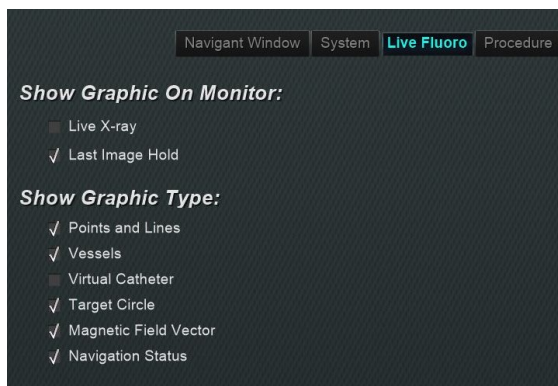 Navigant Window System Live Fluoro Procedure
Show Graphic On Monitor:
Live X-ray
Last Image Hold
Show Graphic Type:
Points and Lines
Vessels
Virtual Catheter
Target Circle
Magnetic Field Vector
Navigation Status